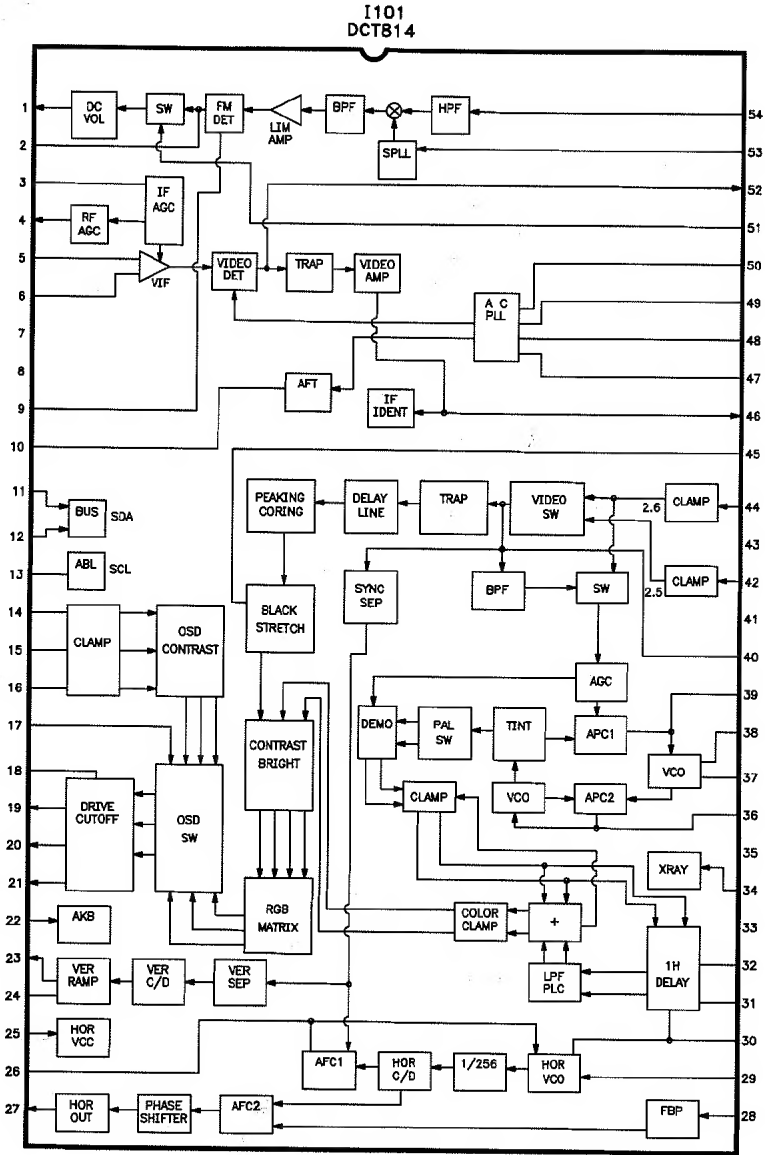 I101
DCT814
1
DC
VOL
SW
FM
DET
LIM
AMP
BPF
HPF
54
2
SPLL
53
3
IF
AGC
52
4
RF
AGC
51
5
VIF
VIDEO
DET
TRAP
VIDEO
AMP
50
6
A C
PLL
49
7
48
8
AFT
47
9
IF
IDENT
46
10
45
11
BUS
SDA
PEAKING
CORING
DELAY
LINE
TRAP
VIDEO
SW
2.6
CLAMP
44
12
43
13
ABL
SCL
SYNC
SEP
BPF
SW
2.5
CLAMP
42
14
CLAMP
OSD
CONTRAST
BLACK
STRETCH
41
15
40
16
AGC
39
17
CONTRAST
BRIGHT
DEMO
PAL
SW
TINT
APC1
38
18
VCO
37
19
DRIVE
CUTOFF
OSD
SW
CLAMP
VCO
APC2
36
20
XRAY
35
21
RGB
MATRIX
34
22
AKB
COLOR
CLAMP
+
33
23
VER
RAMP
VER
C/D
VER
SEP
LPF
PLC
1H
DELAY
32
24
31
25
HOR
VCC
30
26
AFC1
HOR
C/D
1/256
HOR
VCO
29
27
HOR
OUT
PHASE
SHIFTER
AFC2
FBP
28